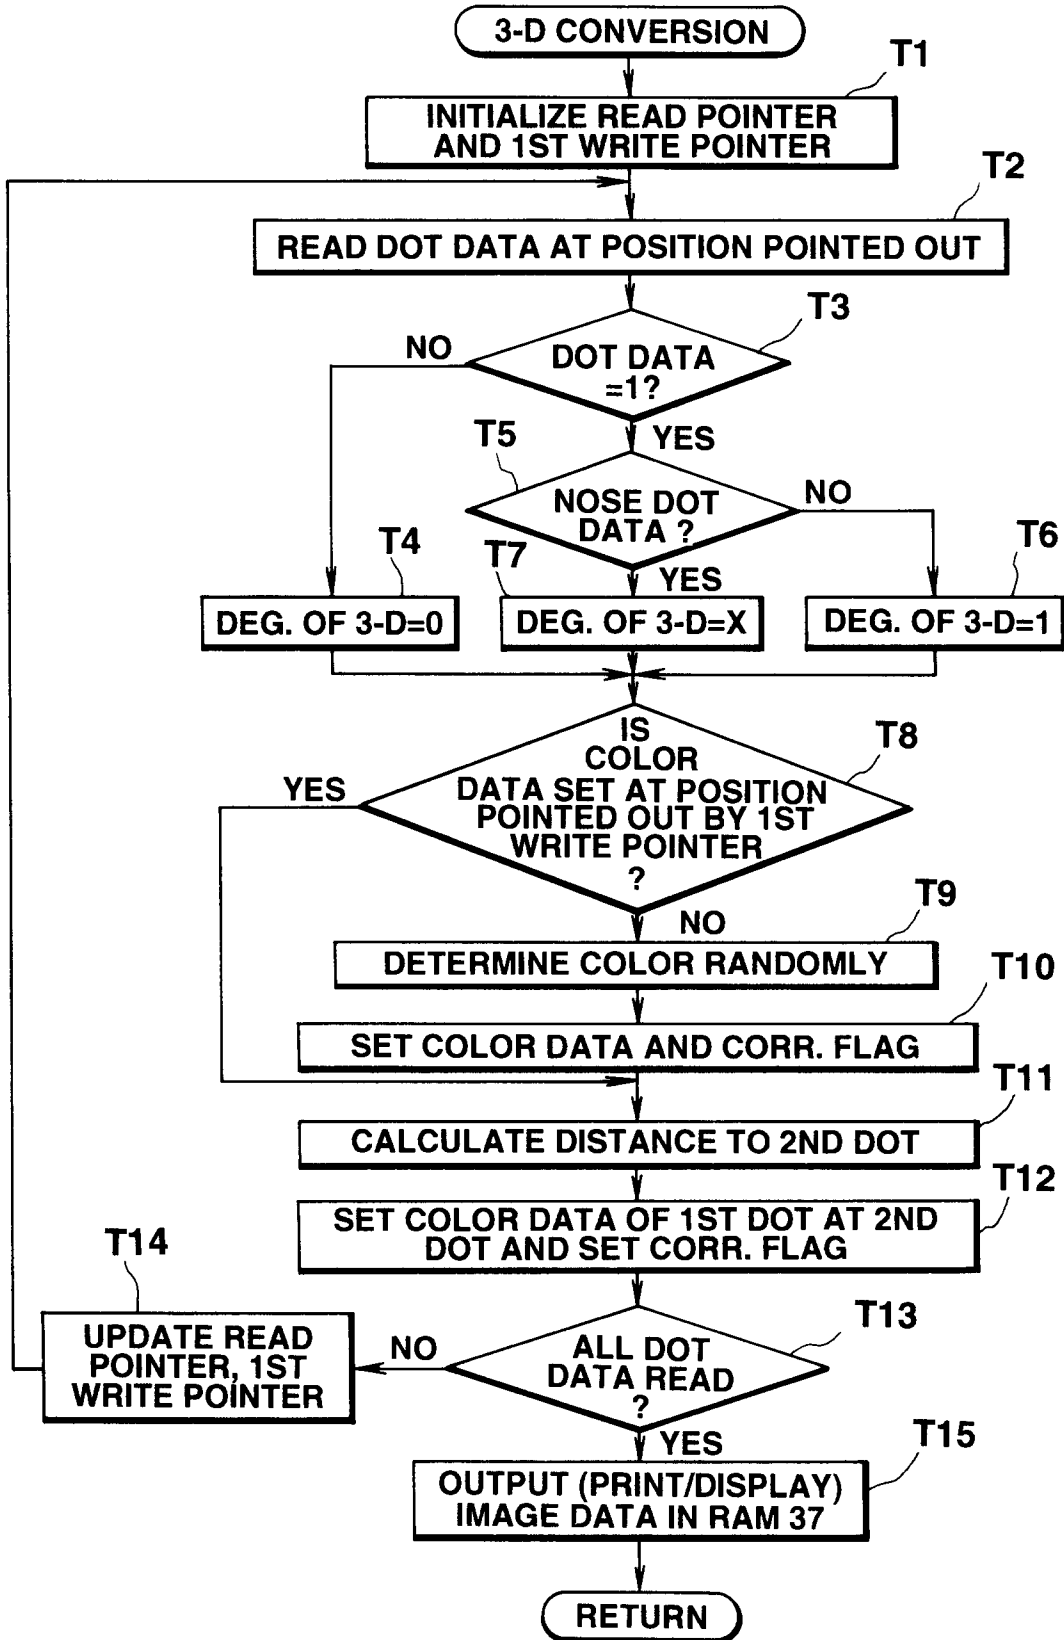 3-D CONVERSION
T1
INITIALIZE READ POINTER
AND 1ST WRITE POINTER
T2
READ DOT DATA AT POSITION POINTED OUT
T3
NO
DOT DATA
=1?
YES
T5
NOSE DOT
DATA ?
NO
T4
T7
YES
T6
DEG. OF 3-D=0
DEG. OF 3-D=X
DEG. OF 3-D=1
IS
COLOR
DATA SET AT POSITION
POINTED OUT BY 1ST
WRITE POINTER
?
T8
YES
NO
T9
DETERMINE COLOR RANDOMLY
T10
SET COLOR DATA AND CORR. FLAG
T11
CALCULATE DISTANCE TO 2ND DOT
T12
SET COLOR DATA OF 1ST DOT AT 2ND
DOT AND SET CORR. FLAG
T14
UPDATE READ
POINTER, 1ST
WRITE POINTER
NO
T13
ALL DOT
DATA READ
?
YES
T15
OUTPUT (PRINT/DISPLAY)
IMAGE DATA IN RAM 37
RETURN